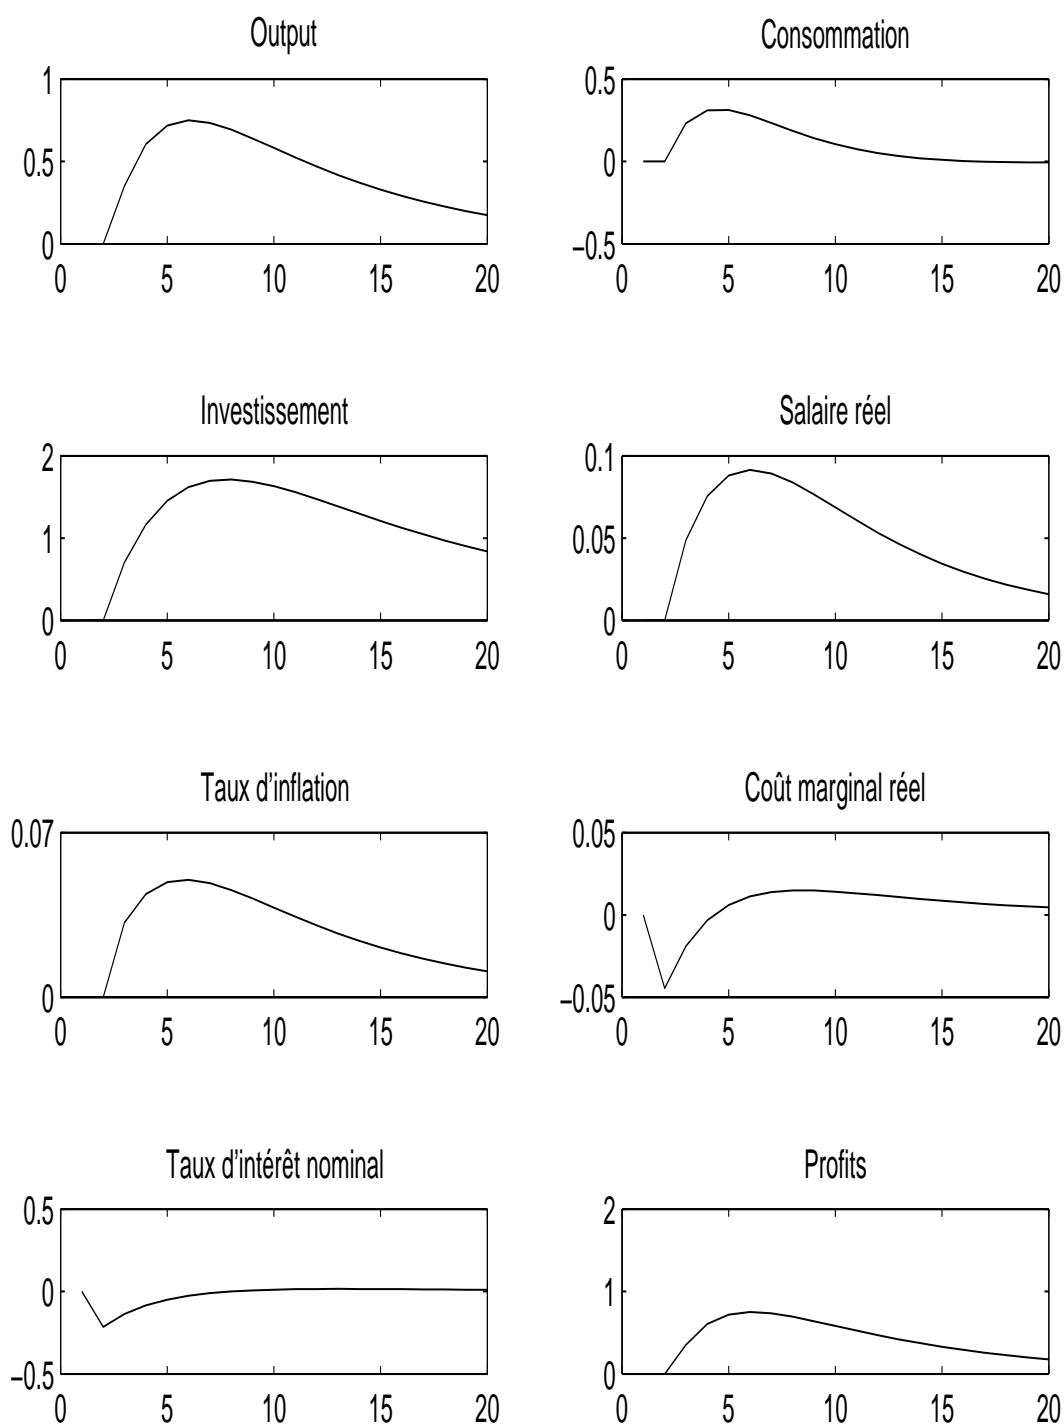 Output
1
0.5
0
0 5 10 15 20
Consommation
0.5
0
−0.5
0 5 10 15 20
Investissement
2
1
0
0 5 10 15 20
Salaire réel
0.1
0.05
0
0 5 10 15 20
Taux d'inflation
0.07
0
0 5 10 15 20
Coût marginal réel
0.05
0
−0.05
0 5 10 15 20
Taux d'intérêt nominal
0.5
0
−0.5
0 5 10 15 20
Profits
2
1
0
0 5 10 15 20